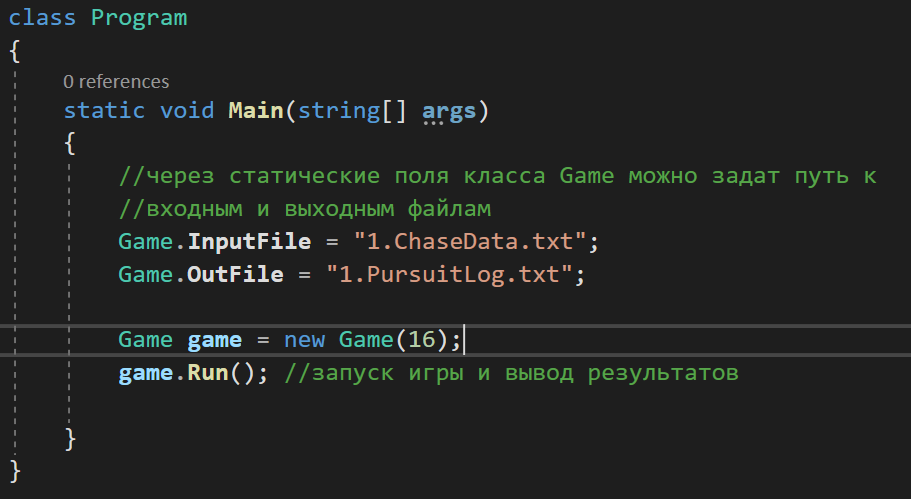 class Program
{
0 references
static void Main(string[] args)
{
//через статические поля класса Game можно задат путь к
//входным и выходным файлам
Game.InputFile = "1.ChaseData.txt";
Game.OutFile = "1.PursuitLog.txt";
Game game = new Game(16);
game.Run(); //запуск игры и вывод результатов
}
}